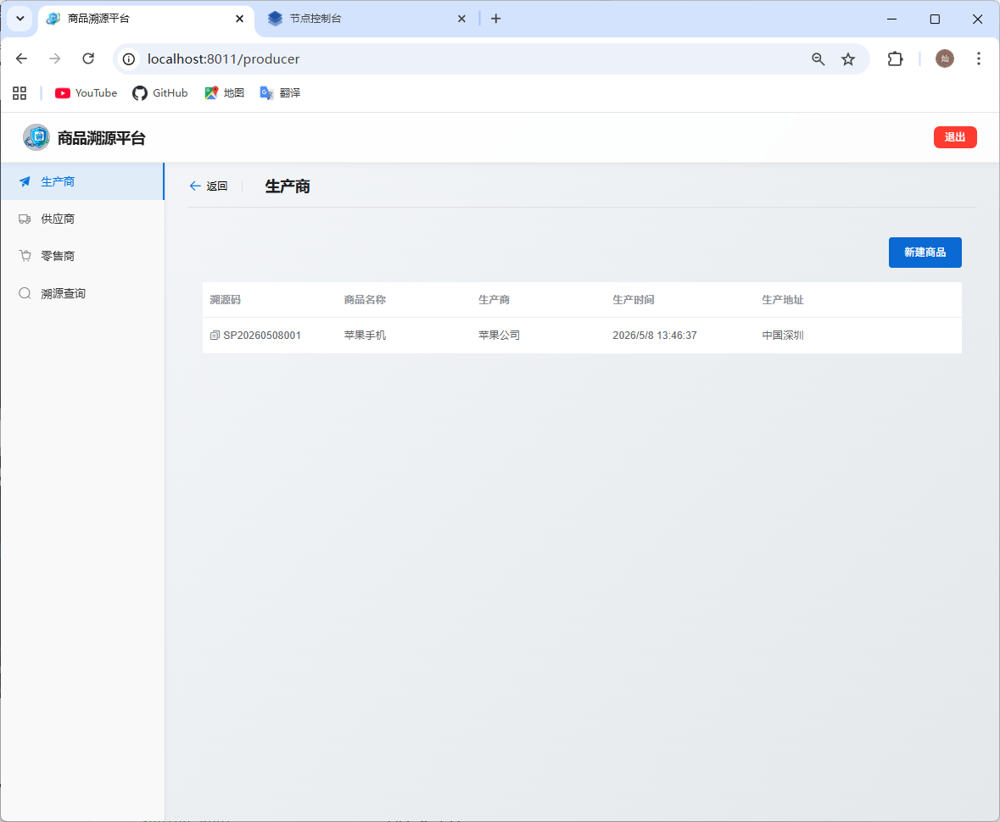 商品溯源平台
节点控制台
localhost:8011/producer
灿
YouTube
GitHub
地图
翻译
商品溯源平台
退出
生产商
供应商
零售商
溯源查询
返回
生产商
新建商品
溯源码 商品名称 生产商 生产时间 生产地址
SP20260508001 苹果手机 苹果公司 2026/5/8 13:46:37 中国深圳